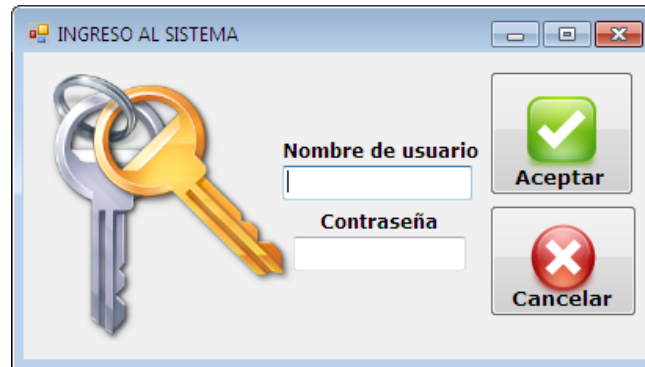 INGRESO AL SISTEMA
Nombre de usuario
Aceptar
Contraseña
Cancelar